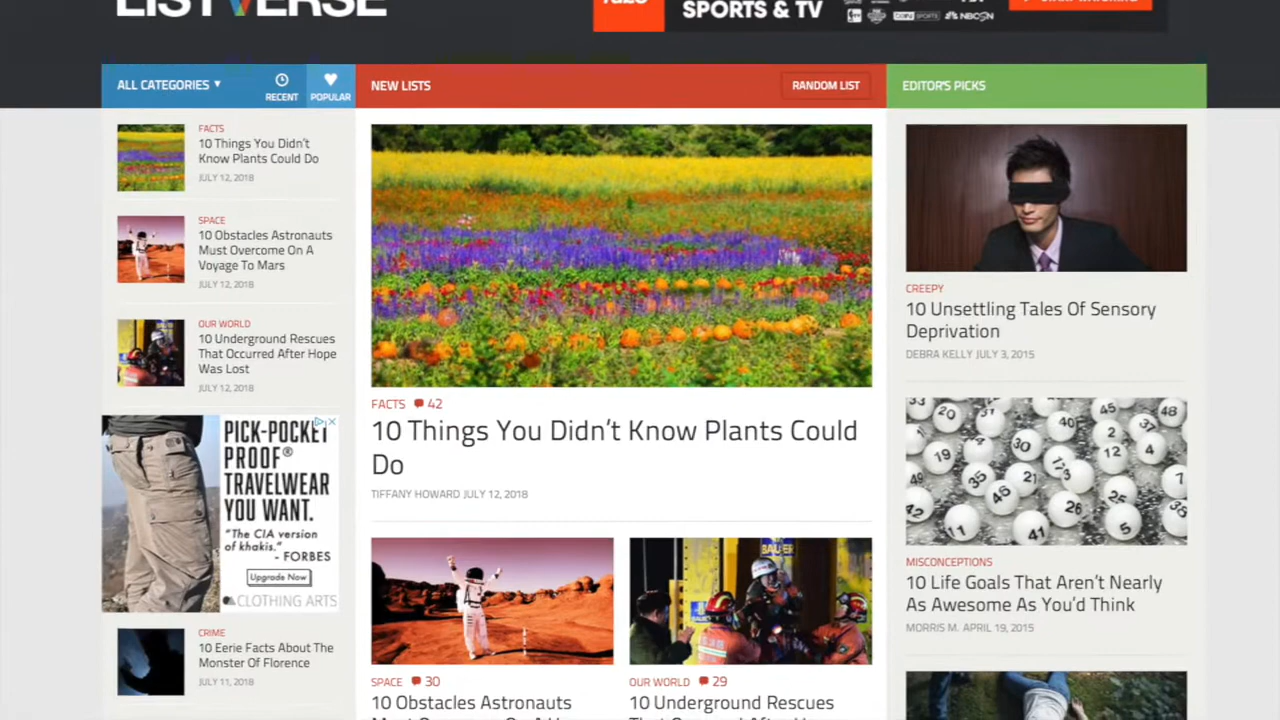 LISTVERSE
SPORTS & TV
ALL CATEGORIES
RECENT
POPULAR
NEW LISTS
RANDOM LIST
EDITOR'S PICKS
FACTS
10 Things You Didn't
Know Plants Could Do
JULY 12, 2018
SPACE
10 Obstacles Astronauts
Must Overcome On A
Voyage To Mars
JULY 12, 2018
OUR WORLD
10 Underground Rescues
That Occurred After Hope
Was Lost
JULY 12, 2018
PICK-POCKET
PROOF®
TRAVELWEAR
YOU WANT.
"The CIA version
of khakis."
- FORBES
Upgrade Now
CLOTHING ARTS
CRIME
10 Eerie Facts About The
Monster Of Florence
JULY 11, 2018
FACTS 42
10 Things You Didn't Know Plants Could
Do
TIFFANY HOWARD JULY 12, 2018
SPACE 30
10 Obstacles Astronauts
OUR WORLD 29
10 Underground Rescues
CREEPY
10 Unsettling Tales Of Sensory
Deprivation
DEBRA KELLY JULY 3, 2015
MISCONCEPTIONS
10 Life Goals That Aren't Nearly
As Awesome As You'd Think
MORRIS M. APRIL 19, 2015